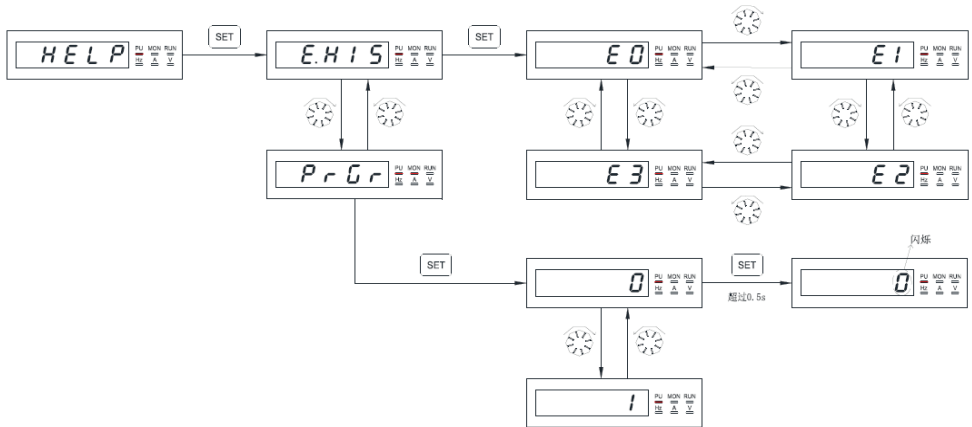 SET
SET
HELP PU MON RUN Hz A V
E.HIS PU MON RUN Hz A V
E0 PU MON RUN Hz A V
E1 PU MON RUN Hz A V
PrGr PU MON RUN Hz A V
E3 PU MON RUN Hz A V
E2 PU MON RUN Hz A V
闪烁
SET
SET
0 PU MON RUN Hz A V
0 PU MON RUN Hz A V
超过0.5s
1 PU MON RUN Hz A V